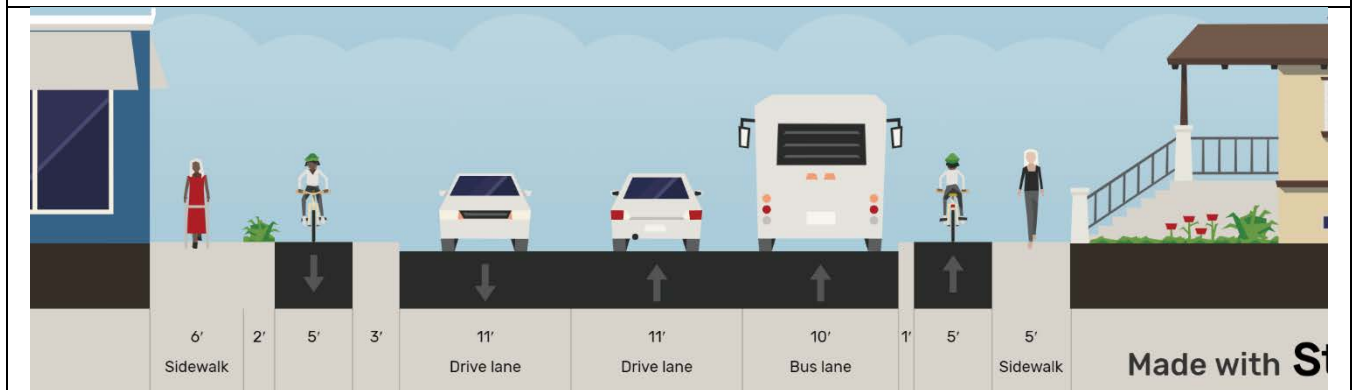 6′ 2′ 5′ 3′ 11′ 11′ 10′ 1′ 5′ 5′
Sidewalk Drive lane Drive lane Bus lane Sidewalk
Made with St